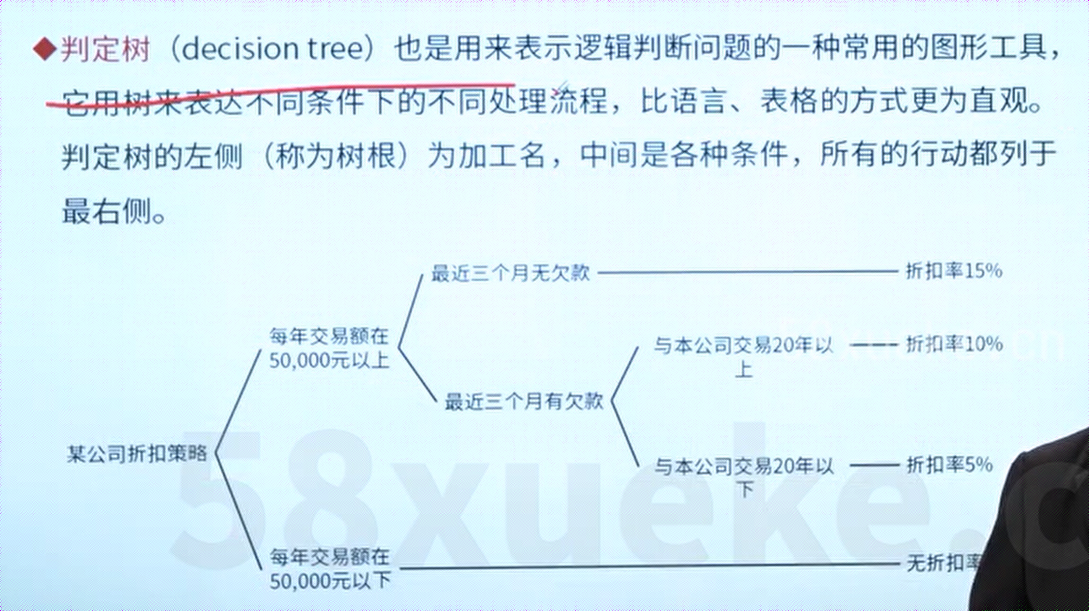 ◆判定树（decision tree）也是用来表示逻辑判断问题的一种常用的图形工具，
它用树来表达不同条件下的不同处理流程，比语言、表格的方式更为直观。
判定树的左侧（称为树根）为加工名，中间是各种条件，所有的行动都列于
最右侧。
最近三个月无欠款
折扣率15%
每年交易额在
50,000元以上
与本公司交易20年以
上
折扣率10%
最近三个月有欠款
某公司折扣策略
与本公司交易20年以
下
折扣率5%
58xueke.c
每年交易额在
50,000元以下
无折扣率